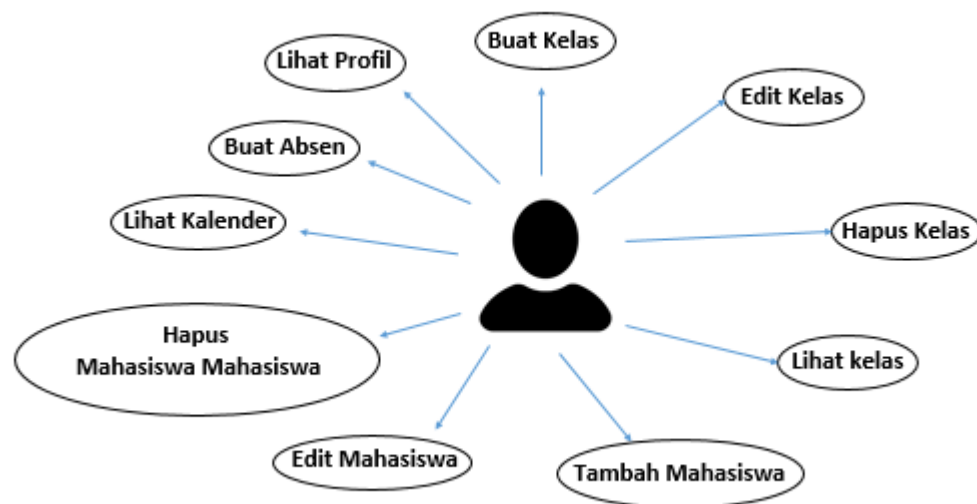 Buat Kelas
Lihat Profil
Edit Kelas
Buat Absen
Lihat Kalender
Hapus Kelas
Hapus
Mahasiswa Mahasiswa
Lihat kelas
Edit Mahasiswa
Tambah Mahasiswa